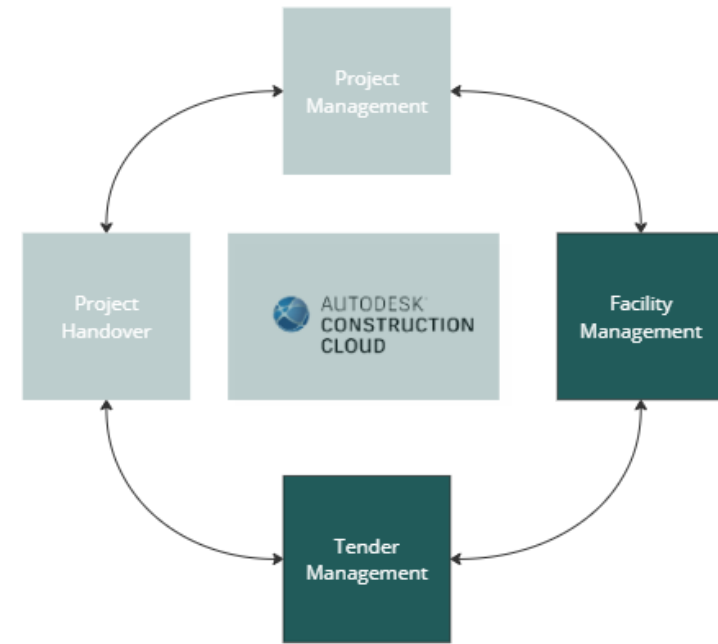 Project
Management
Project
Handover
AUTODESK
CONSTRUCTION
CLOUD
Facility
Management
Tender
Management